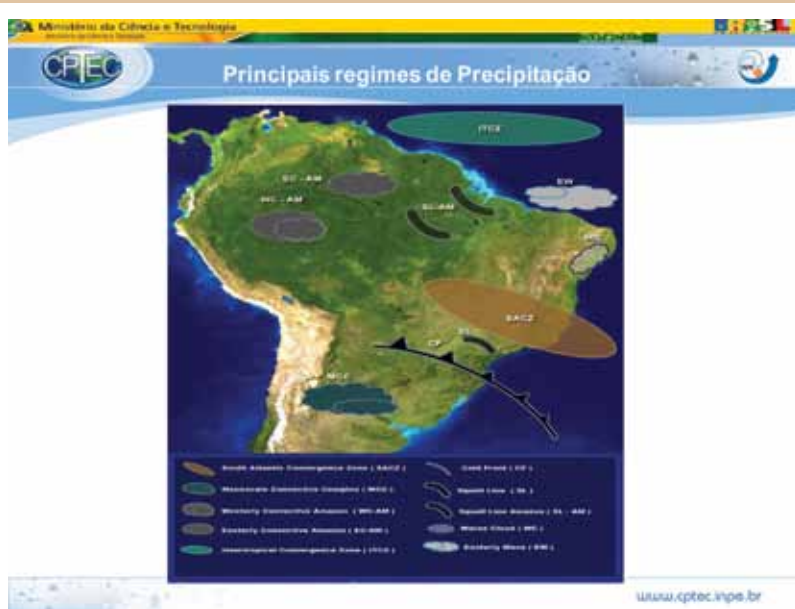 Ministério da Ciência e Tecnologia
CPTEC
Principais regimes de Precipitação
ITCZ
EC - AM
EW
WC - AM
SL-AM
SACZ
SL
CF
MCC
South Atlantic Convergence Zone ( SACZ )
Mesoscale Convective Complex ( MCC )
Westerly Convective Amazon ( WC-AM )
Easterly Convective Amazon ( EC-AM )
Intertropical Convergence Zone ( ITCZ )
Cold Front ( CF )
Squall Line ( SL )
Squall Line Amazon ( SL - AM )
Warm Cloud ( WC )
Easterly Wave ( EW )
www.cptec.inpe.br